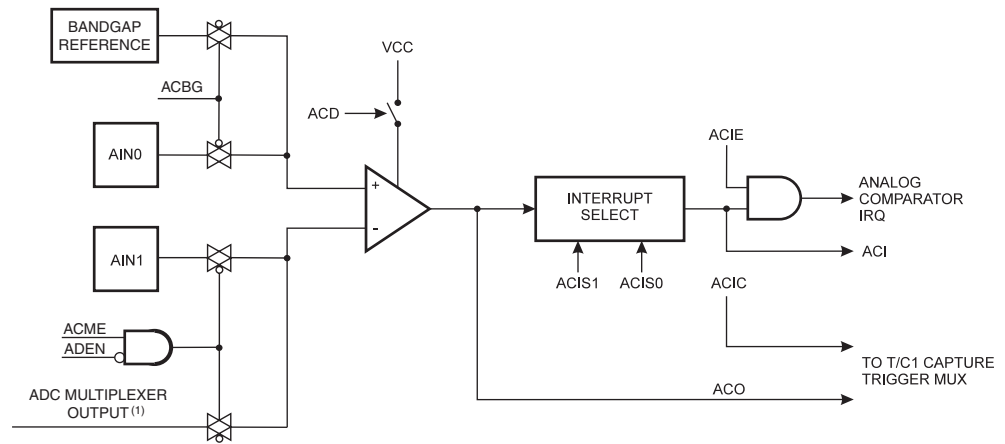 BANDGAP
REFERENCE
ACBG
AIN0
AIN1
ACME
ADEN
ADC MULTIPLEXER
OUTPUT (1)
VCC
ACD
+
-
INTERRUPT
SELECT
ACIS1
ACIS0
ACIE
ANALOG
COMPARATOR
IRQ
ACI
ACIC
TO T/C1 CAPTURE
TRIGGER MUX
ACO